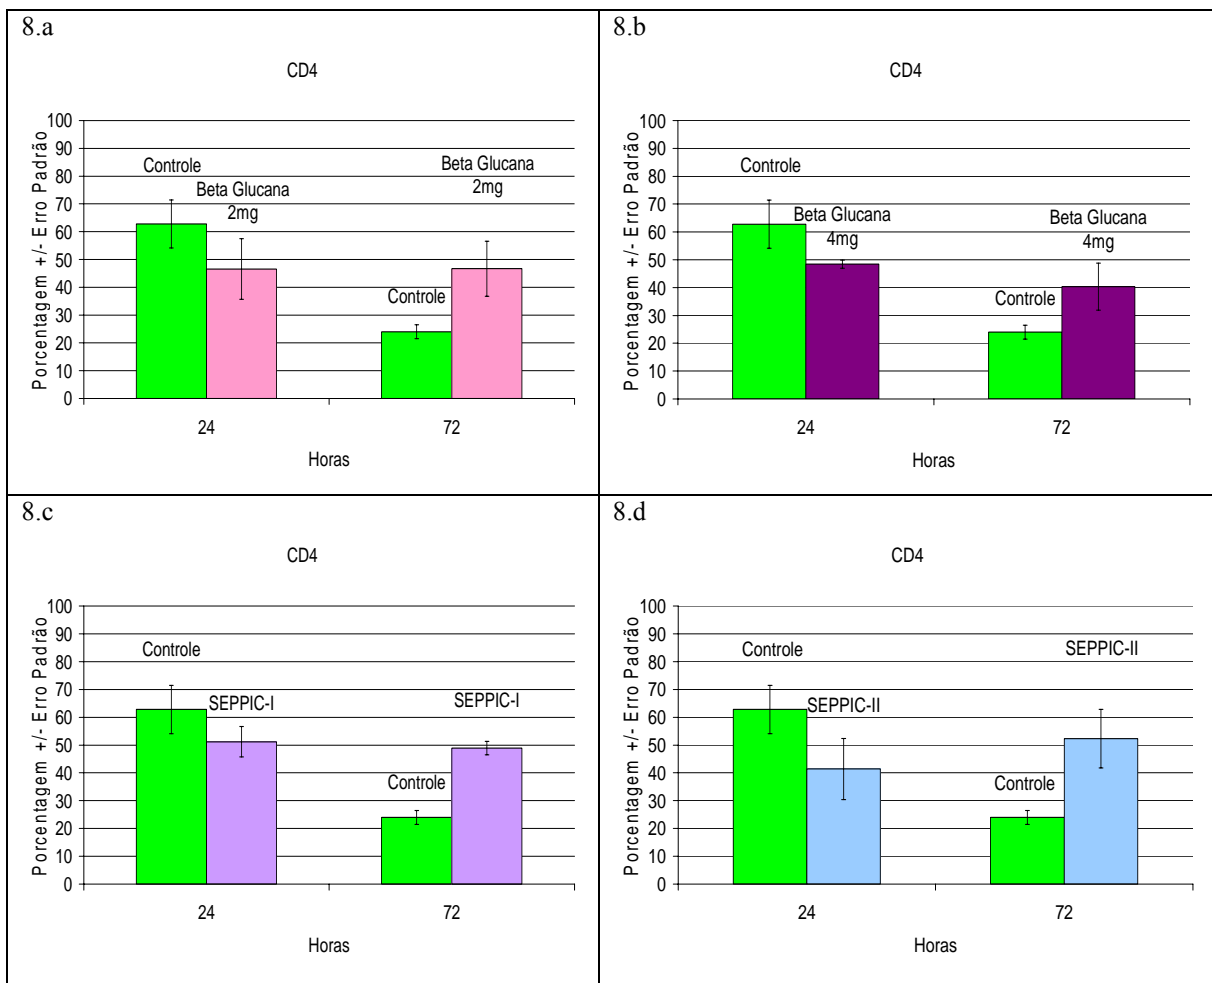 8.a
CD4
Porcentagem +/- Erro Padrão
100
90
80
70
60
50
40
30
20
10
0
Controle
Beta Glucana
2mg
Controle
Beta Glucana
2mg
24
72
Horas
8.b
CD4
Porcentagem +/- Erro Padrão
100
90
80
70
60
50
40
30
20
10
0
Controle
Beta Glucana
4mg
Controle
Beta Glucana
4mg
24
72
Horas
8.c
CD4
Porcentagem +/- Erro Padrão
100
90
80
70
60
50
40
30
20
10
0
Controle
SEPPIC-I
Controle
SEPPIC-I
24
72
Horas
8.d
CD4
Porcentagem +/- Erro Padrão
100
90
80
70
60
50
40
30
20
10
0
Controle
SEPPIC-II
Controle
SEPPIC-II
24
72
Horas